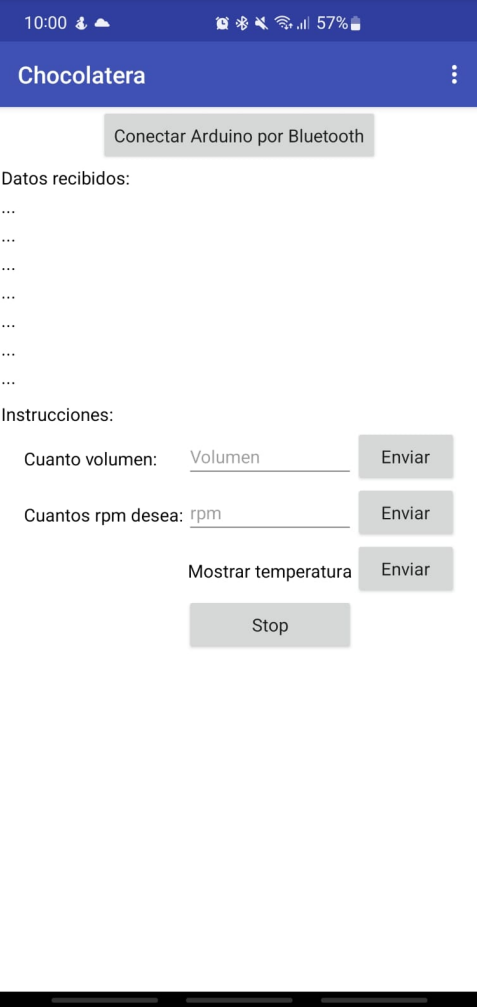 10:00 57%
Chocolatera
Conectar Arduino por Bluetooth
Datos recibidos:
...
...
...
...
...
...
...
Instrucciones:
Cuanto volumen: Volumen Enviar
Cuantos rpm desea: rpm Enviar
Mostrar temperatura Enviar
Stop